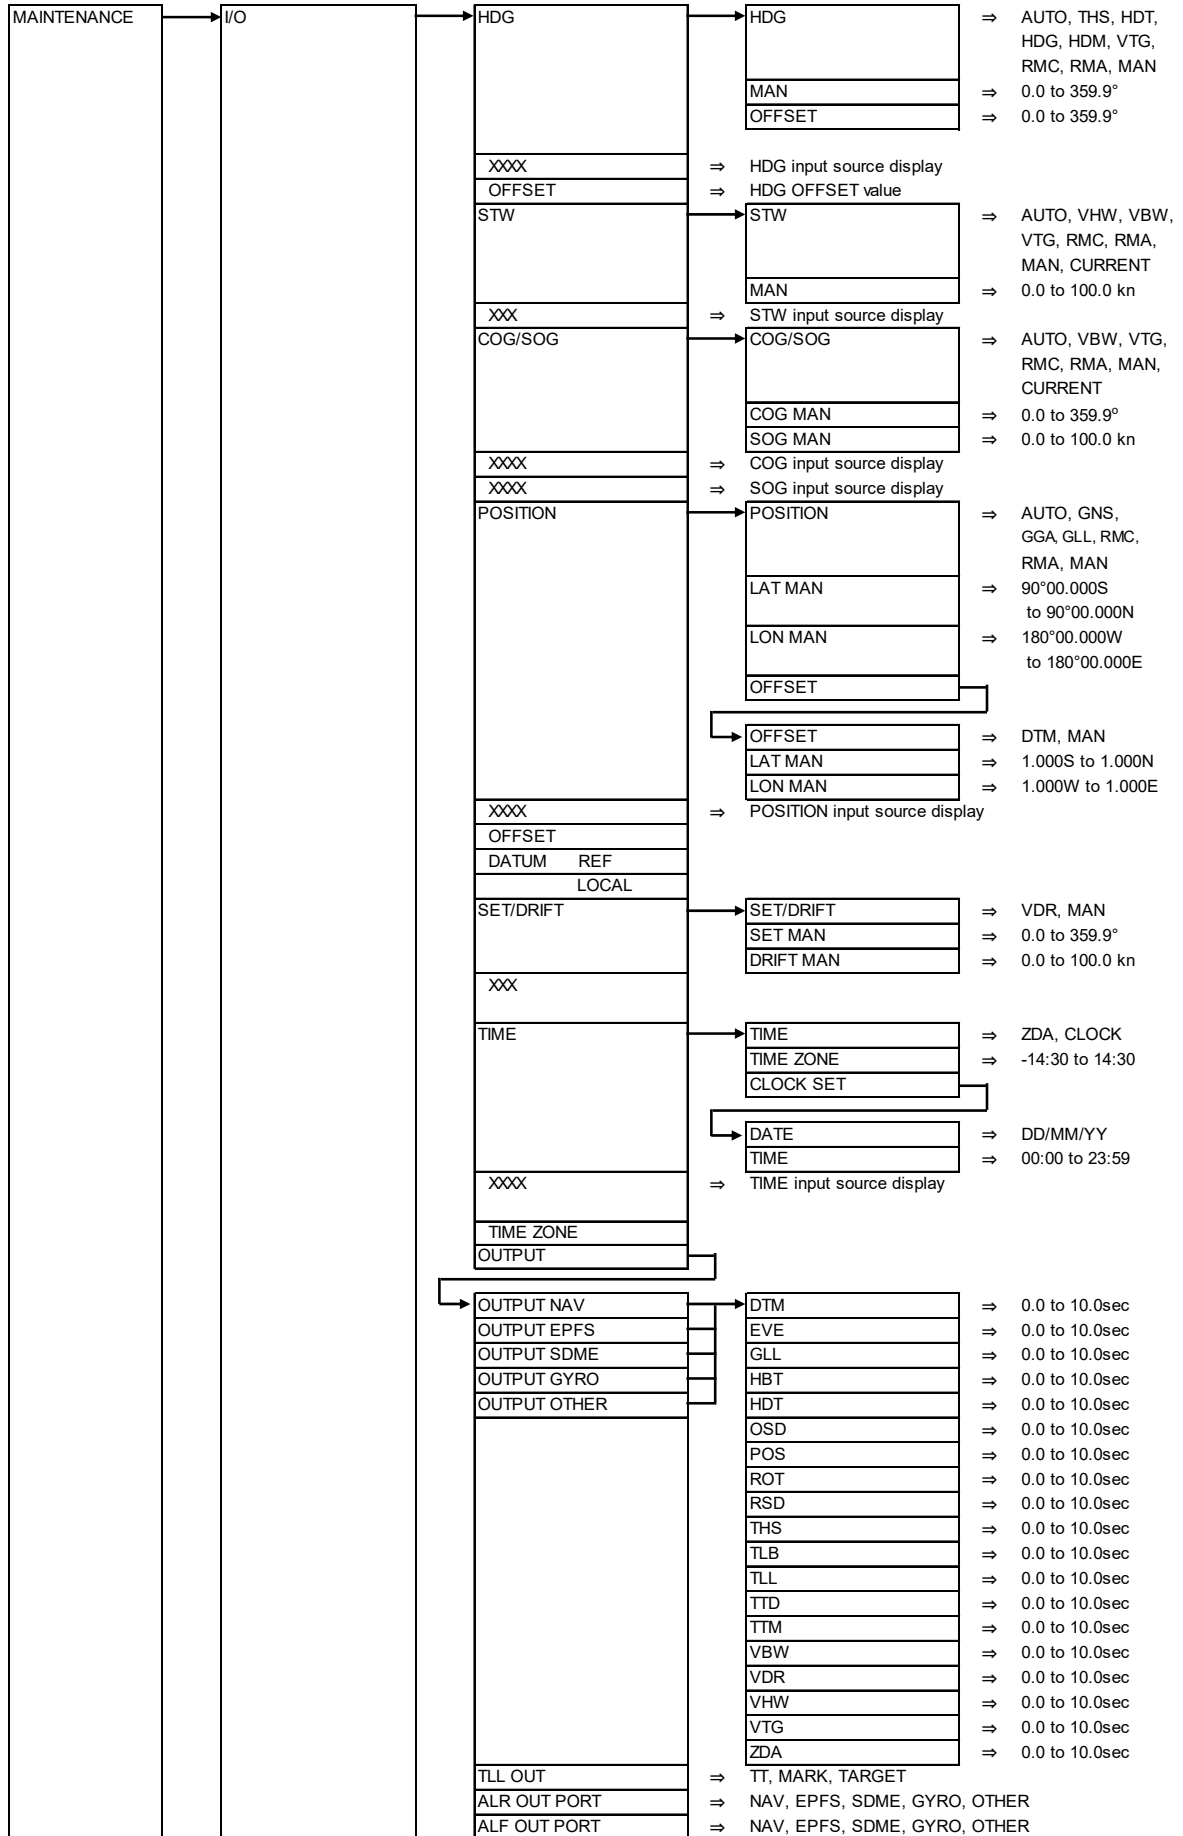 MAINTENANCE I/O HDG HDG ⇒ AUTO, THS, HDT,
HDG, HDM, VTG,
RMC, RMA, MAN
MAN ⇒ 0.0 to 359.9°
OFFSET ⇒ 0.0 to 359.9°
XXXX ⇒ HDG input source display
OFFSET ⇒ HDG OFFSET value
STW STW ⇒ AUTO, VHW, VBW,
VTG, RMC, RMA,
MAN, CURRENT
MAN ⇒ 0.0 to 100.0 kn
XXX ⇒ STW input source display
COG/SOG COG/SOG ⇒ AUTO, VBW, VTG,
RMC, RMA, MAN,
CURRENT
COG MAN ⇒ 0.0 to 359.9º
SOG MAN ⇒ 0.0 to 100.0 kn
XXXX ⇒ COG input source display
XXXX ⇒ SOG input source display
POSITION POSITION ⇒ AUTO, GNS,
GGA, GLL, RMC,
RMA, MAN
LAT MAN ⇒ 90°00.000S
to 90°00.000N
LON MAN ⇒ 180°00.000W
to 180°00.000E
OFFSET
OFFSET ⇒ DTM, MAN
LAT MAN ⇒ 1.000S to 1.000N
LON MAN ⇒ 1.000W to 1.000E
XXXX ⇒ POSITION input source display
OFFSET
DATUM REF
LOCAL
SET/DRIFT SET/DRIFT ⇒ VDR, MAN
SET MAN ⇒ 0.0 to 359.9°
DRIFT MAN ⇒ 0.0 to 100.0 kn
XXX
TIME TIME ⇒ ZDA, CLOCK
TIME ZONE ⇒ -14:30 to 14:30
CLOCK SET
DATE ⇒ DD/MM/YY
TIME ⇒ 00:00 to 23:59
XXXX ⇒ TIME input source display
TIME ZONE
OUTPUT
OUTPUT NAV DTM ⇒ 0.0 to 10.0sec
OUTPUT EPFS EVE ⇒ 0.0 to 10.0sec
OUTPUT SDME GLL ⇒ 0.0 to 10.0sec
OUTPUT GYRO HBT ⇒ 0.0 to 10.0sec
OUTPUT OTHER HDT ⇒ 0.0 to 10.0sec
OSD ⇒ 0.0 to 10.0sec
POS ⇒ 0.0 to 10.0sec
ROT ⇒ 0.0 to 10.0sec
RSD ⇒ 0.0 to 10.0sec
THS ⇒ 0.0 to 10.0sec
TLB ⇒ 0.0 to 10.0sec
TLL ⇒ 0.0 to 10.0sec
TTD ⇒ 0.0 to 10.0sec
TTM ⇒ 0.0 to 10.0sec
VBW ⇒ 0.0 to 10.0sec
VDR ⇒ 0.0 to 10.0sec
VHW ⇒ 0.0 to 10.0sec
VTG ⇒ 0.0 to 10.0sec
ZDA ⇒ 0.0 to 10.0sec
TLL OUT ⇒ TT, MARK, TARGET
ALR OUT PORT ⇒ NAV, EPFS, SDME, GYRO, OTHER
ALF OUT PORT ⇒ NAV, EPFS, SDME, GYRO, OTHER